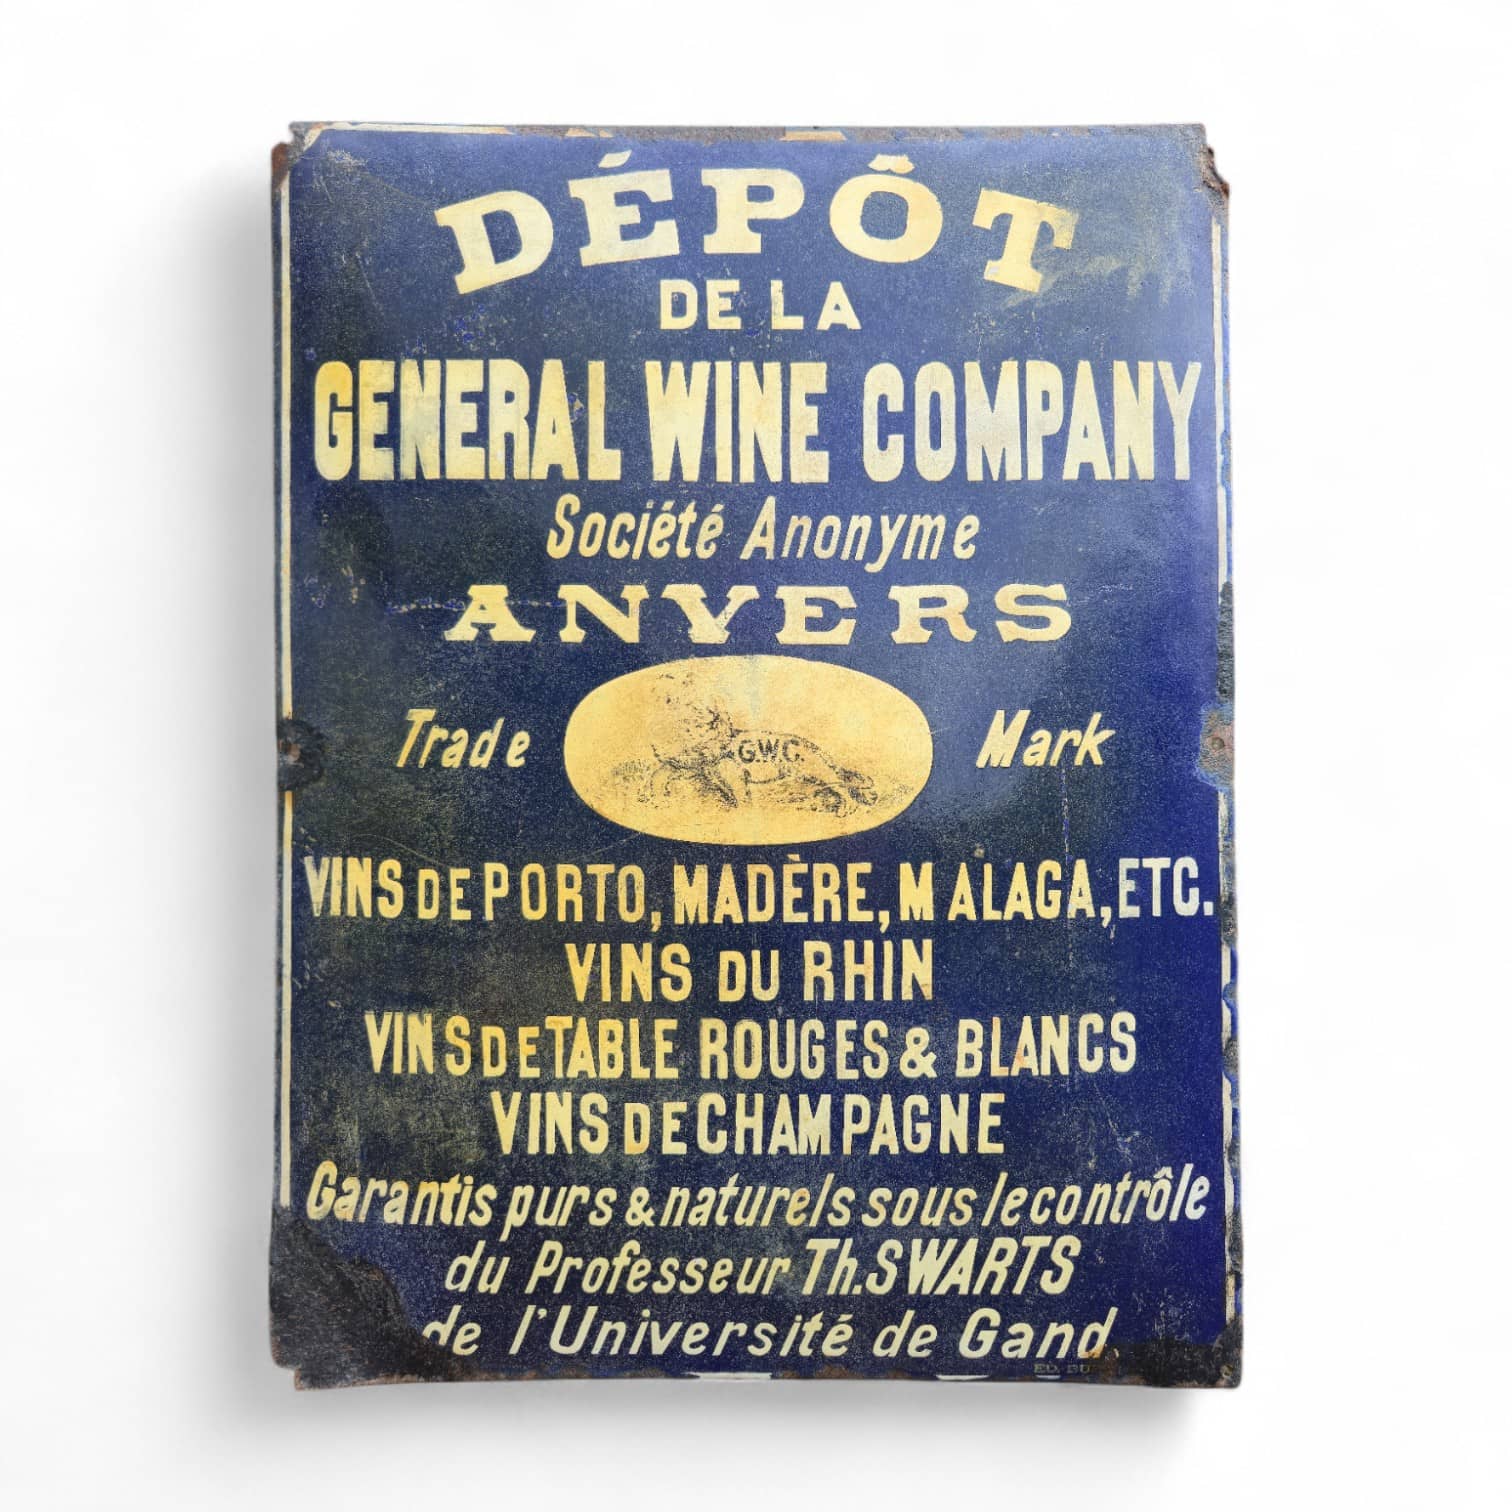 DÉPÔT
DE LA
GENERAL WINE COMPANY
Société Anonyme
ANVERS
Trade Mark
G.W.C.
VINS DE PORTO, MADÈRE, MALAGA, ETC.
VINS DU RHIN
VINS DE TABLE ROUGES & BLANCS
VINS DE CHAMPAGNE
Garantis purs & naturels sous le contrôle
du Professeur Th. SWARTS
de l'Université de Gand.
ED.